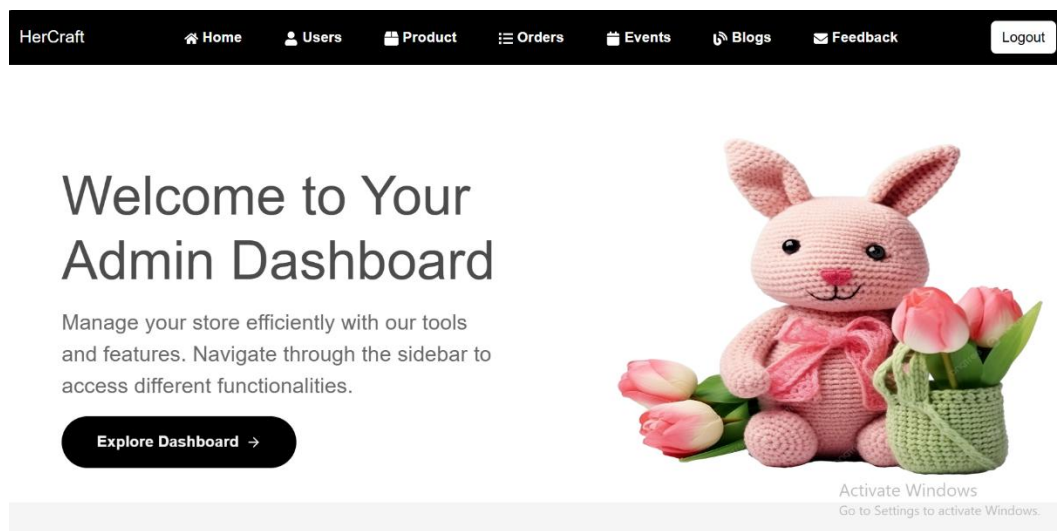 HerCraft Home Users Product Orders Events Blogs Feedback Logout
Welcome to Your
Admin Dashboard
Manage your store efficiently with our tools
and features. Navigate through the sidebar to
access different functionalities.
Explore Dashboard →
Activate Windows
Go to Settings to activate Windows.